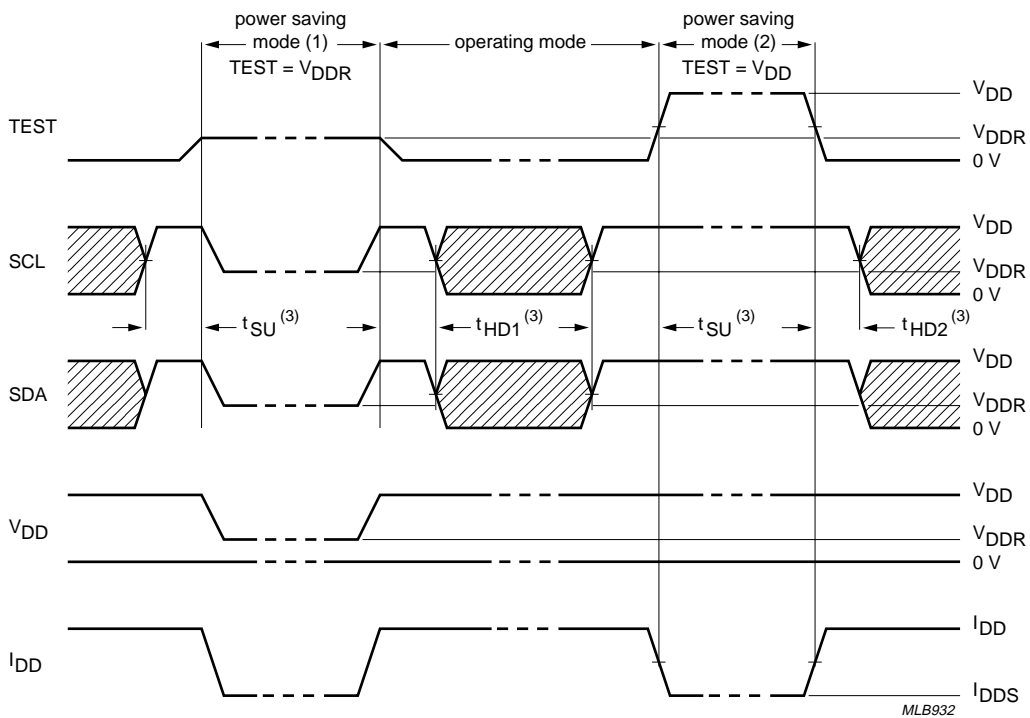 power saving
mode (1)
TEST = VDDR
operating mode
power saving
mode (2)
TEST = VDD
TEST
VDD
VDDR
0 V
SCL
VDD
VDDR
0 V
tSU(3)
tHD1(3)
tSU(3)
tHD2(3)
SDA
VDD
VDDR
0 V
VDD
VDD
VDDR
0 V
IDD
IDD
IDDS
MLB932